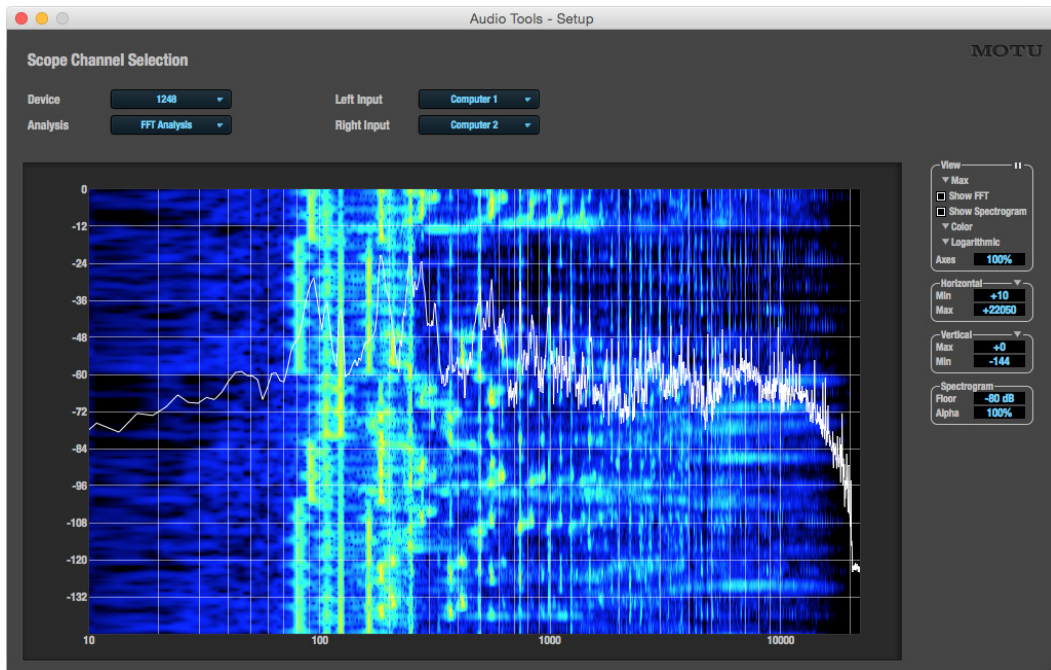 Audio Tools - Setup
MOTU
Scope Channel Selection
Device 1248 Left Input Computer 1
Analysis FFT Analysis Right Input Computer 2
View
Max
Show FFT
Show Spectrogram
Color
Logarithmic
Axes 100%
Horizontal
Min +10
Max +22050
Vertical
Max +0
Min -144
Spectrogram
Floor -80 dB
Alpha 100%
0
-12
-24
-36
-48
-60
-72
-84
-96
-108
-120
-132
10 100 1000 10000